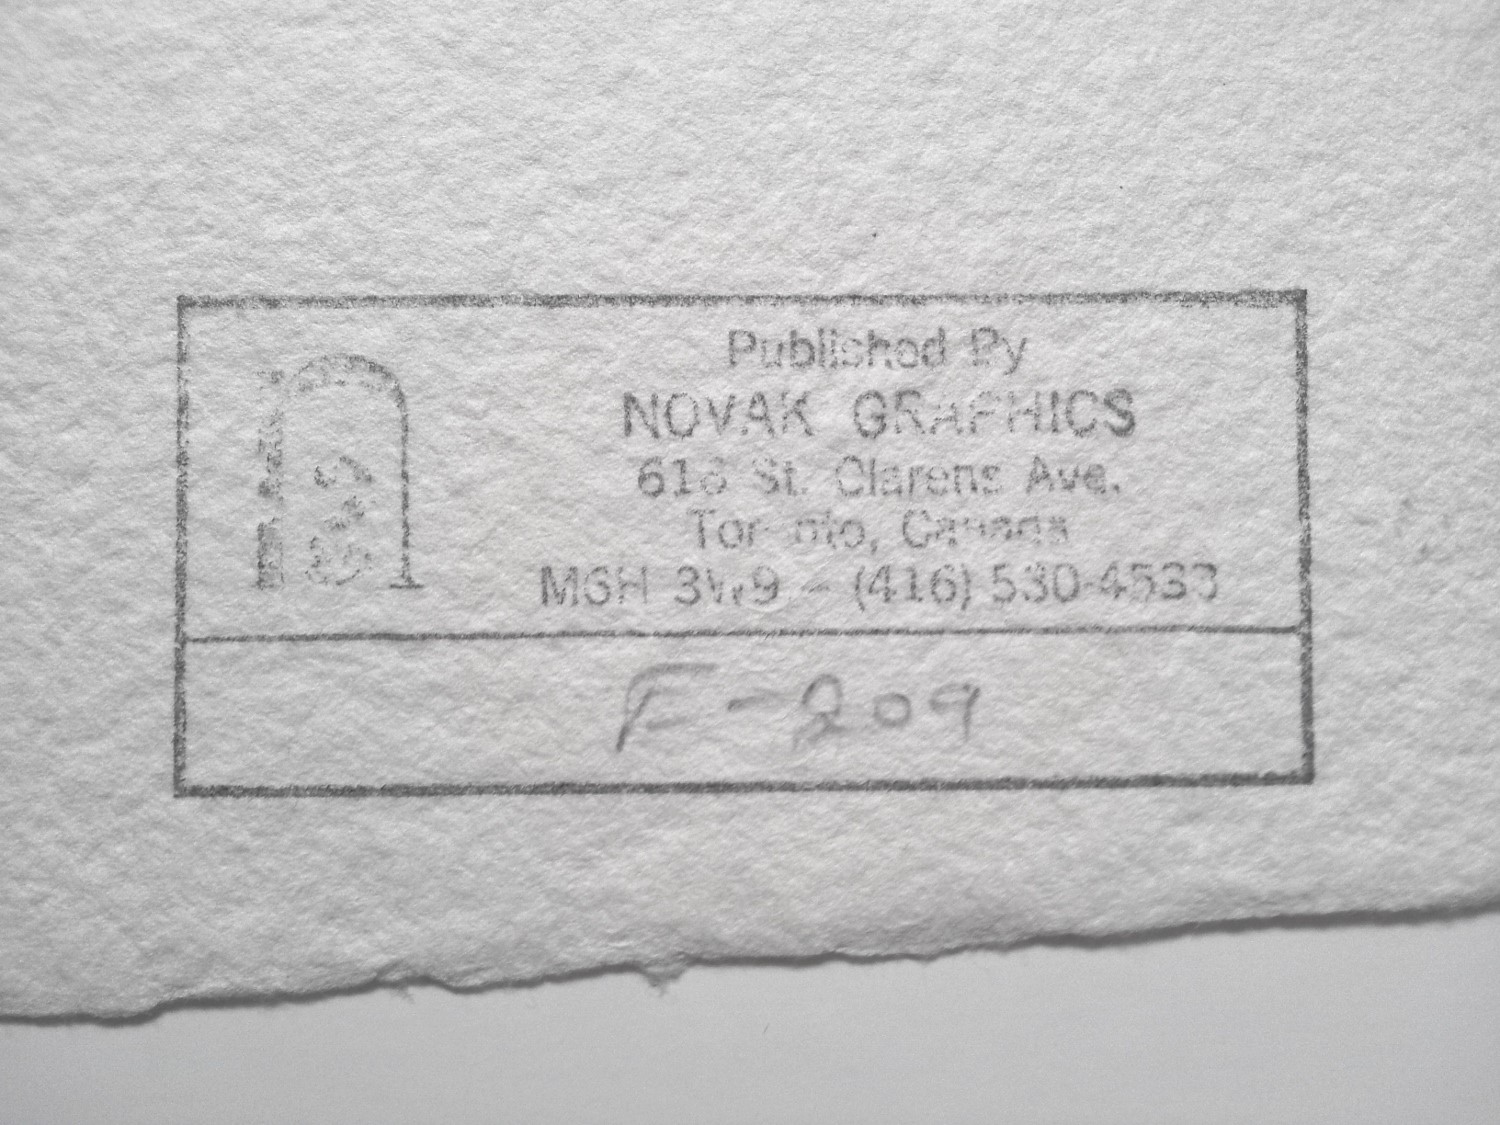 Published By
NOVAK GRAPHICS
St. Clarens Ave.
Toronto, Canada
M6H 3W9 – (416) 530-4533
F-209